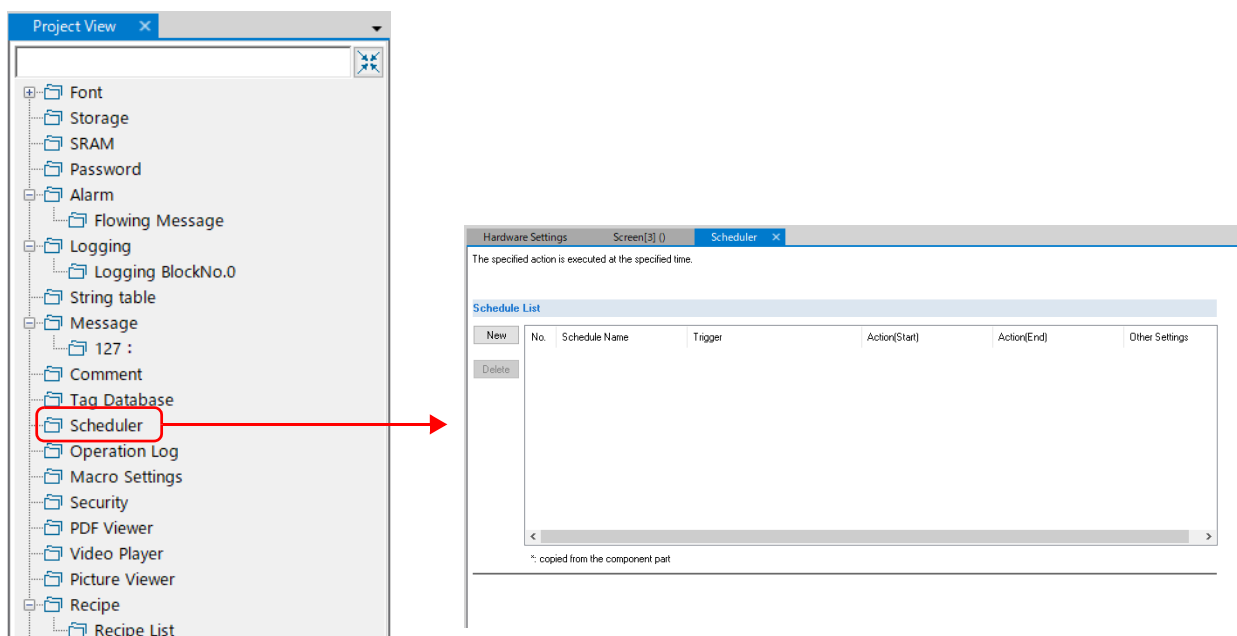 Project View
Font
Storage
SRAM
Password
Alarm
Flowing Message
Logging
Logging BlockNo.0
String table
Message
127 :
Comment
Tag Database
Scheduler
Operation Log
Macro Settings
Security
PDF Viewer
Video Player
Picture Viewer
Recipe
Recipe List
Hardware Settings Screen[3] () Scheduler
The specified action is executed at the specified time.
Schedule List
New
Delete
No. Schedule Name Trigger Action(Start) Action(End) Other Settings
*: copied from the component part